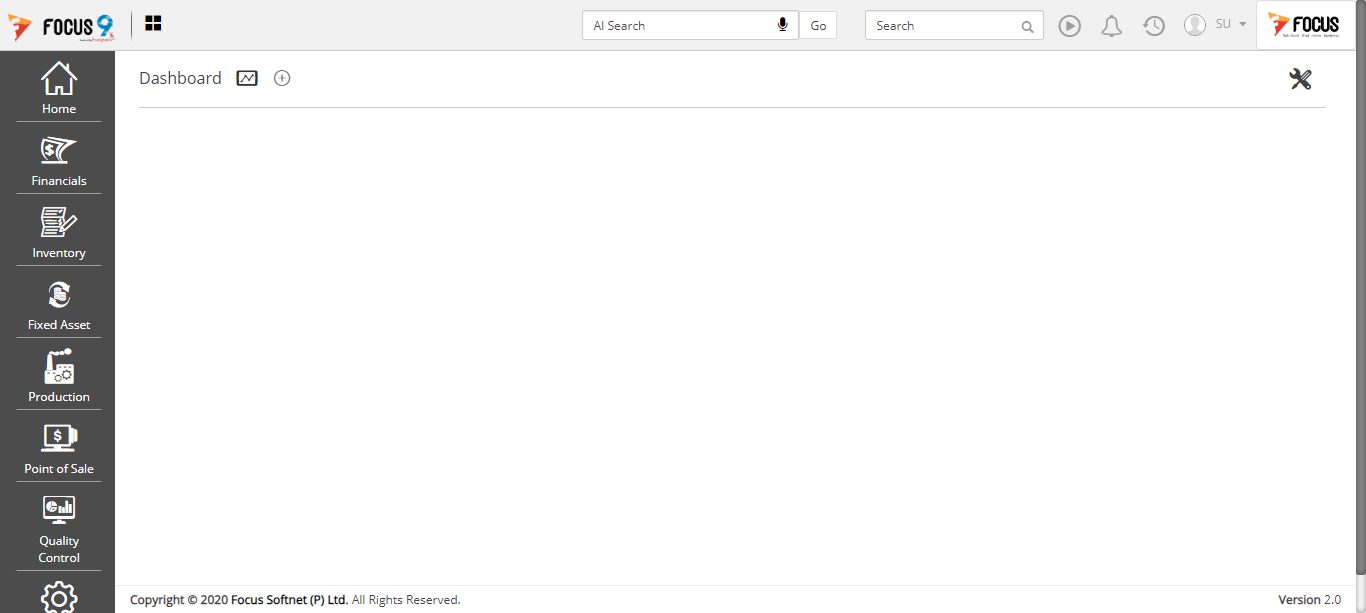 FOCUS 9
AI Search
Go
Search
SU
FOCUS
Dashboard
Home
Financials
Inventory
Fixed Asset
Production
Point of Sale
Quality
Control
Copyright © 2020 Focus Softnet (P) Ltd. All Rights Reserved.
Version 2.0